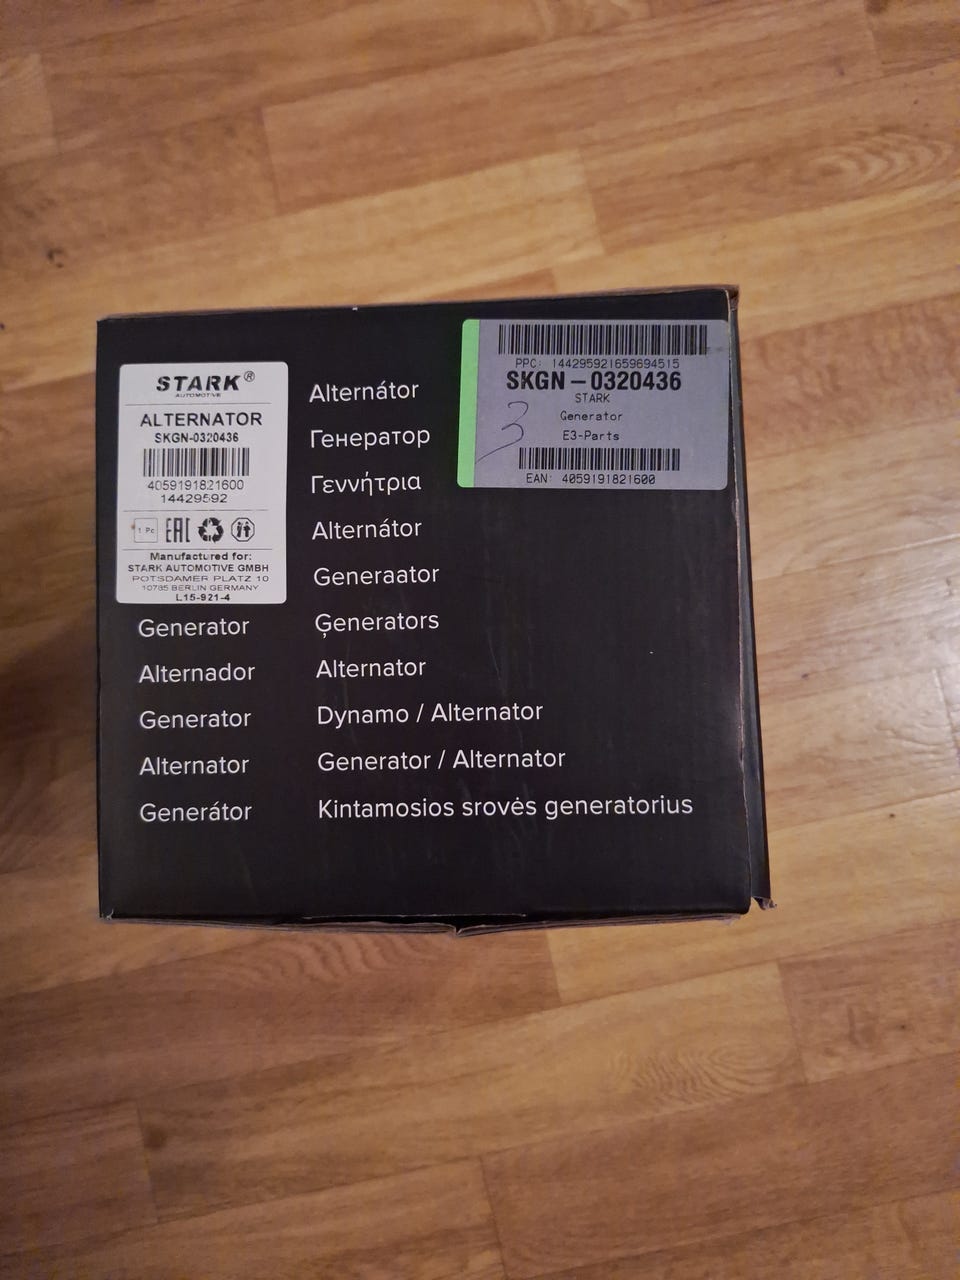 STARK®
AUTOMOTIVE
ALTERNATOR
SKGN-0320436
4059191821600
14429592
1 Pc
EAC
Manufactured for:
STARK AUTOMOTIVE GMBH
POTSDAMER PLATZ 10
10785 BERLIN GERMANY
L15-921-4
Generator
Alternador
Generator
Alternator
Generátor
Alternátor
Генератор
Γεννήτρια
Alternátor
Generaator
Ģenerators
Alternator
Dynamo / Alternator
Generator / Alternator
Kintamosios srovės generatorius
PPC: 144295921659694515
SKGN-0320436
STARK
Generator
E3-Parts
3
EAN: 4059191821600